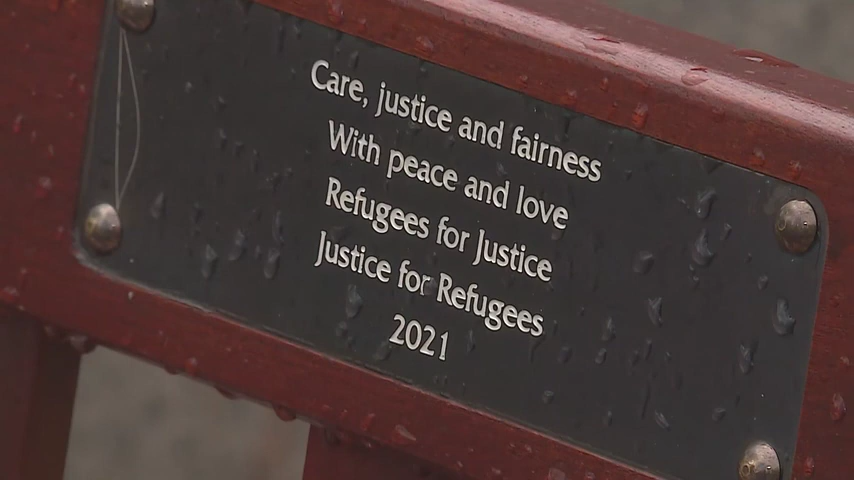 Care, justice and fairness
With peace and love
Refugees for Justice
Justice for Refugees
2021